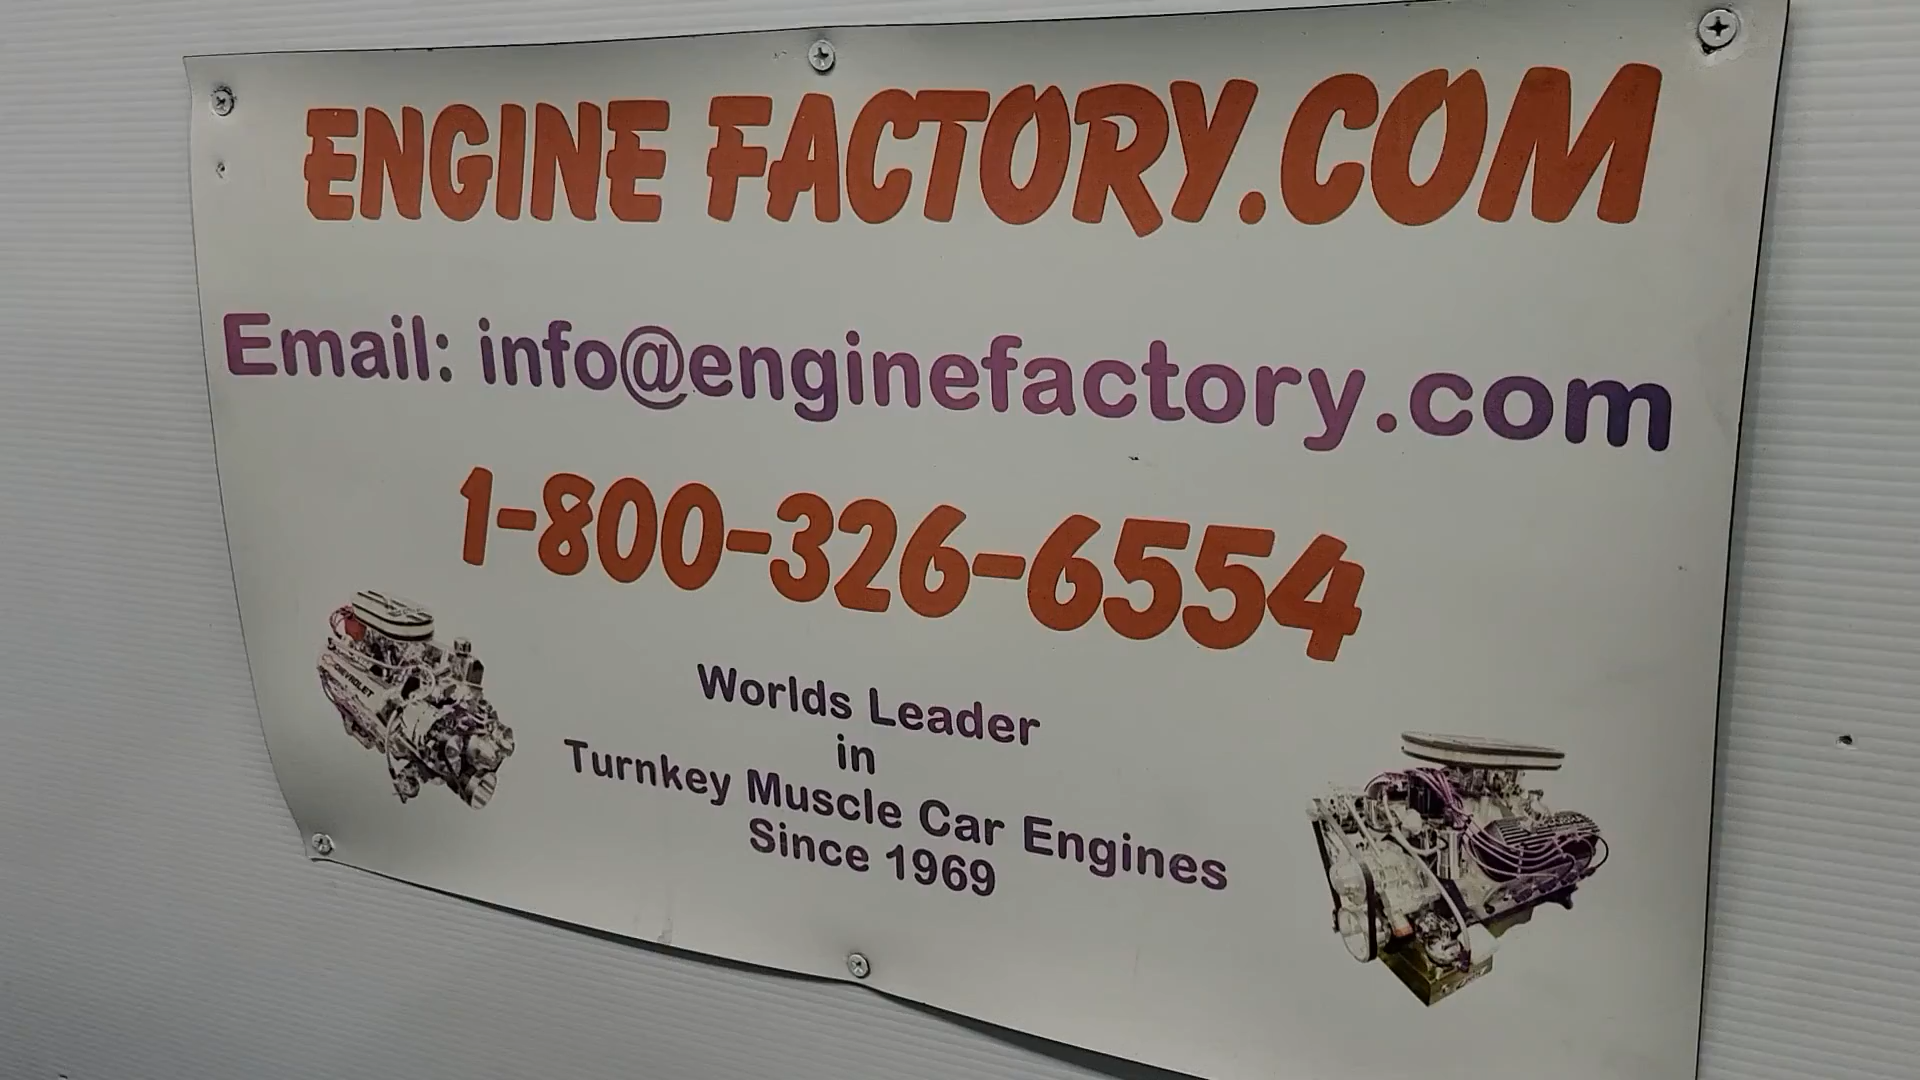 ENGINE FACTORY.COM
Email: info@enginefactory.com
1-800-326-6554
CHEVROLET
Worlds Leader
in
Turnkey Muscle Car Engines
Since 1969